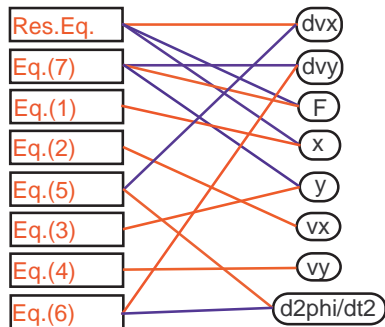 Res.Eq.
Eq.(7)
Eq.(1)
Eq.(2)
Eq.(5)
Eq.(3)
Eq.(4)
Eq.(6)
dvx
dvy
F
x
y
vx
vy
d2phi/dt2